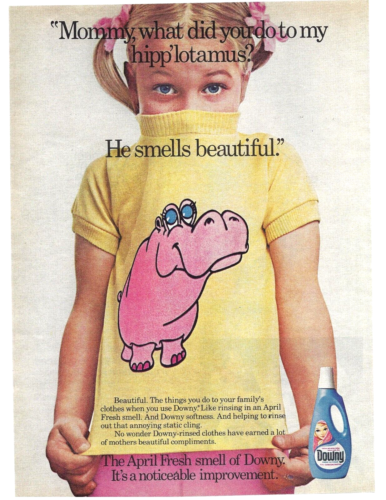 “Mommy, what did you do to my
hipp'lotamus?
He smells beautiful.”
Beautiful. The things you do to your family's
clothes when you use Downy.* Like rinsing in an April
Fresh smell. And Downy softness. And helping to rinse
out that annoying static cling.
No wonder Downy-rinsed clothes have earned a lot
of mothers beautiful compliments.
Downy
The April Fresh smell of Downy.
It's a noticeable improvement.